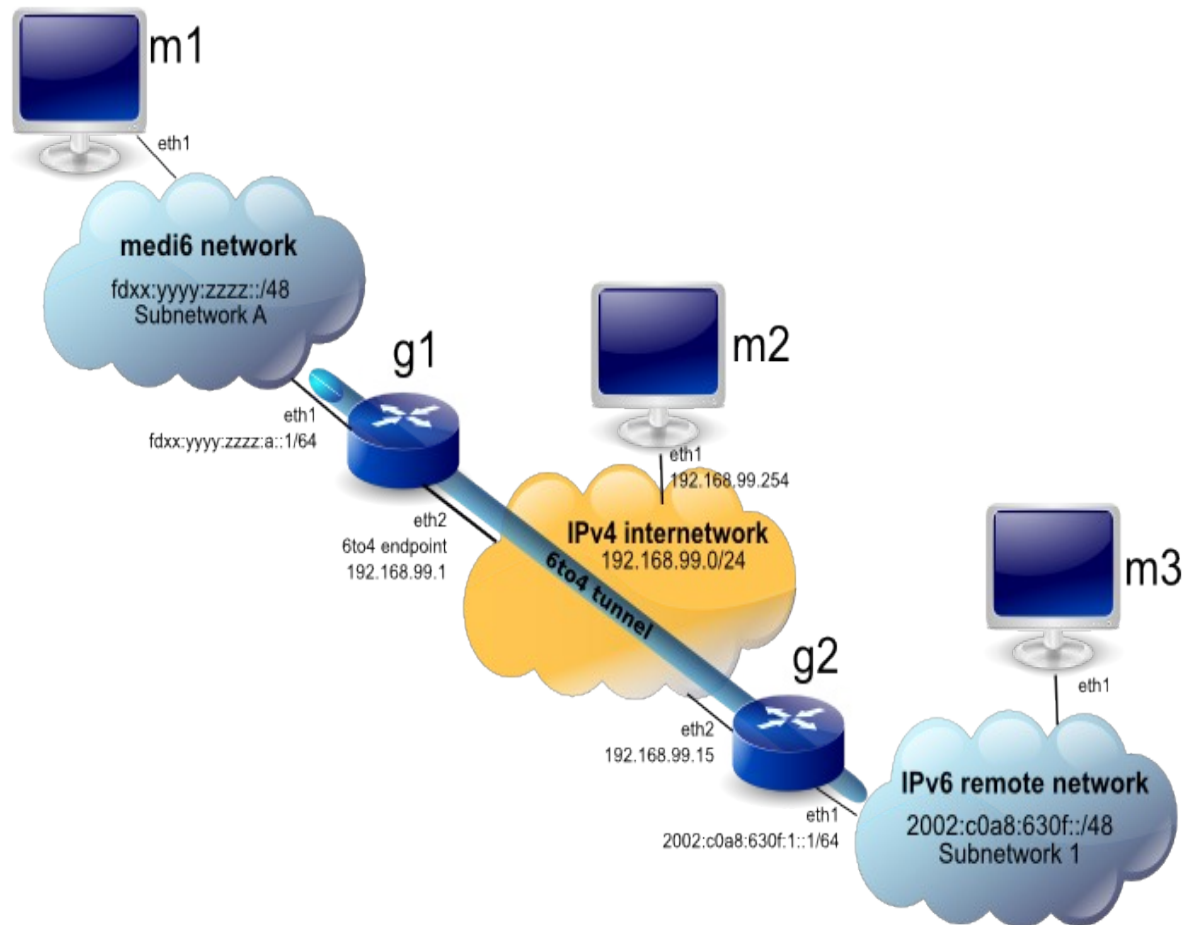 m1
eth1
medi6 network
fdxx:yyyy:zzzz::/48
Subnetwork A
g1
eth1
fdxx:yyyy:zzzz:a::1/64
m2
eth1
192.168.99.254
eth2
6to4 endpoint
192.168.99.1
IPv4 internetwork
192.168.99.0/24
6to4 tunnel
m3
eth1
g2
eth2
192.168.99.15
eth1
2002:c0a8:630f:1::1/64
IPv6 remote network
2002:c0a8:630f::/48
Subnetwork 1